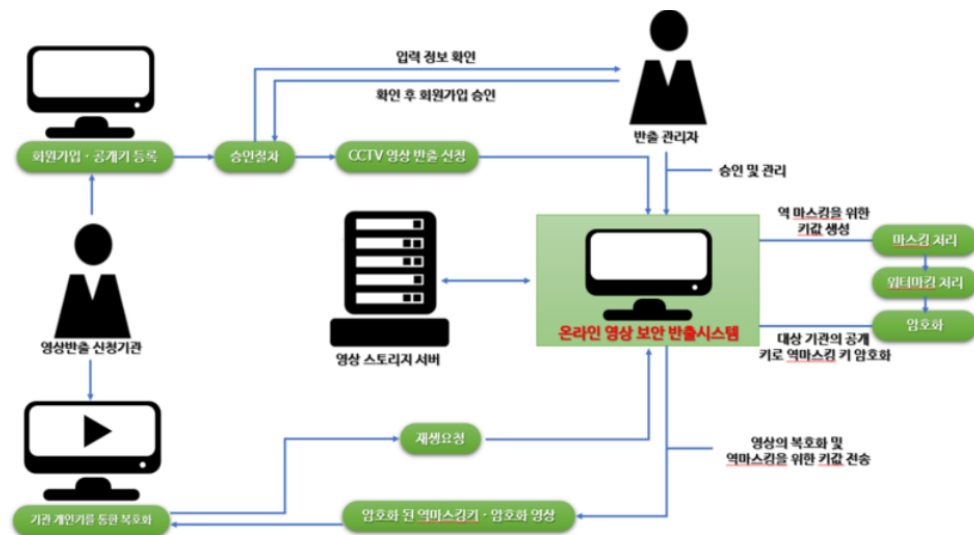 입력 정보 확인
확인 후 회원가입 승인
반출 관리자
회원가입 · 공개키 등록
승인절차
CCTV 영상 반출 신청
승인 및 관리
역 마스킹을 위한
키값 생성
마스킹 처리
워터마킹 처리
암호화
영상반출 신청기관
영상 스토리지 서버
온라인 영상 보안 반출시스템
대상 기관의 공개
키로 역마스킹 키 암호화
재생요청
영상의 복호화 및
역마스킹을 위한 키값 전송
기관 개인키를 통한 복호화
암호화 된 역마스킹키 · 암호화 영상